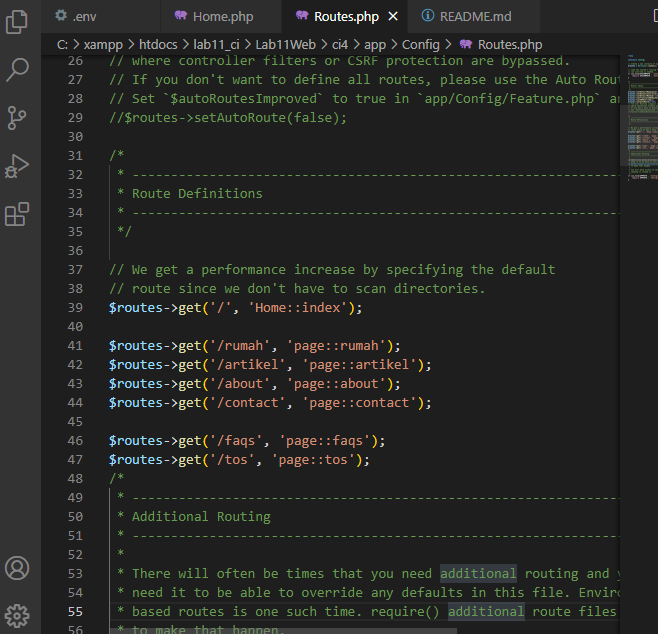 .env
Home.php
Routes.php
README.md
C: > xampp > htdocs > lab11_ci > Lab11Web > ci4 > app > Config > Routes.php
26 // where controller filters or CSRF protection are bypassed.
27 // If you don't want to define all routes, please use the Auto Rout
28 // Set `$autoRoutesImproved` to true in `app/Config/Feature.php` an
29 //$routes->setAutoRoute(false);
30
31 /*
32 * --------------------------------------------------------------------
33 * Route Definitions
34 * --------------------------------------------------------------------
35 */
36
37 // We get a performance increase by specifying the default
38 // route since we don't have to scan directories.
39 $routes->get('/', 'Home::index');
40
41 $routes->get('/rumah', 'page::rumah');
42 $routes->get('/artikel', 'page::artikel');
43 $routes->get('/about', 'page::about');
44 $routes->get('/contact', 'page::contact');
45
46 $routes->get('/faqs', 'page::faqs');
47 $routes->get('/tos', 'page::tos');
48 /*
49 * --------------------------------------------------------------------
50 * Additional Routing
51 * --------------------------------------------------------------------
52 *
53 * There will often be times that you need additional routing and y
54 * need it to be able to override any defaults in this file. Enviro
55 * based routes is one such time. require() additional route files
56 * to make that happen.